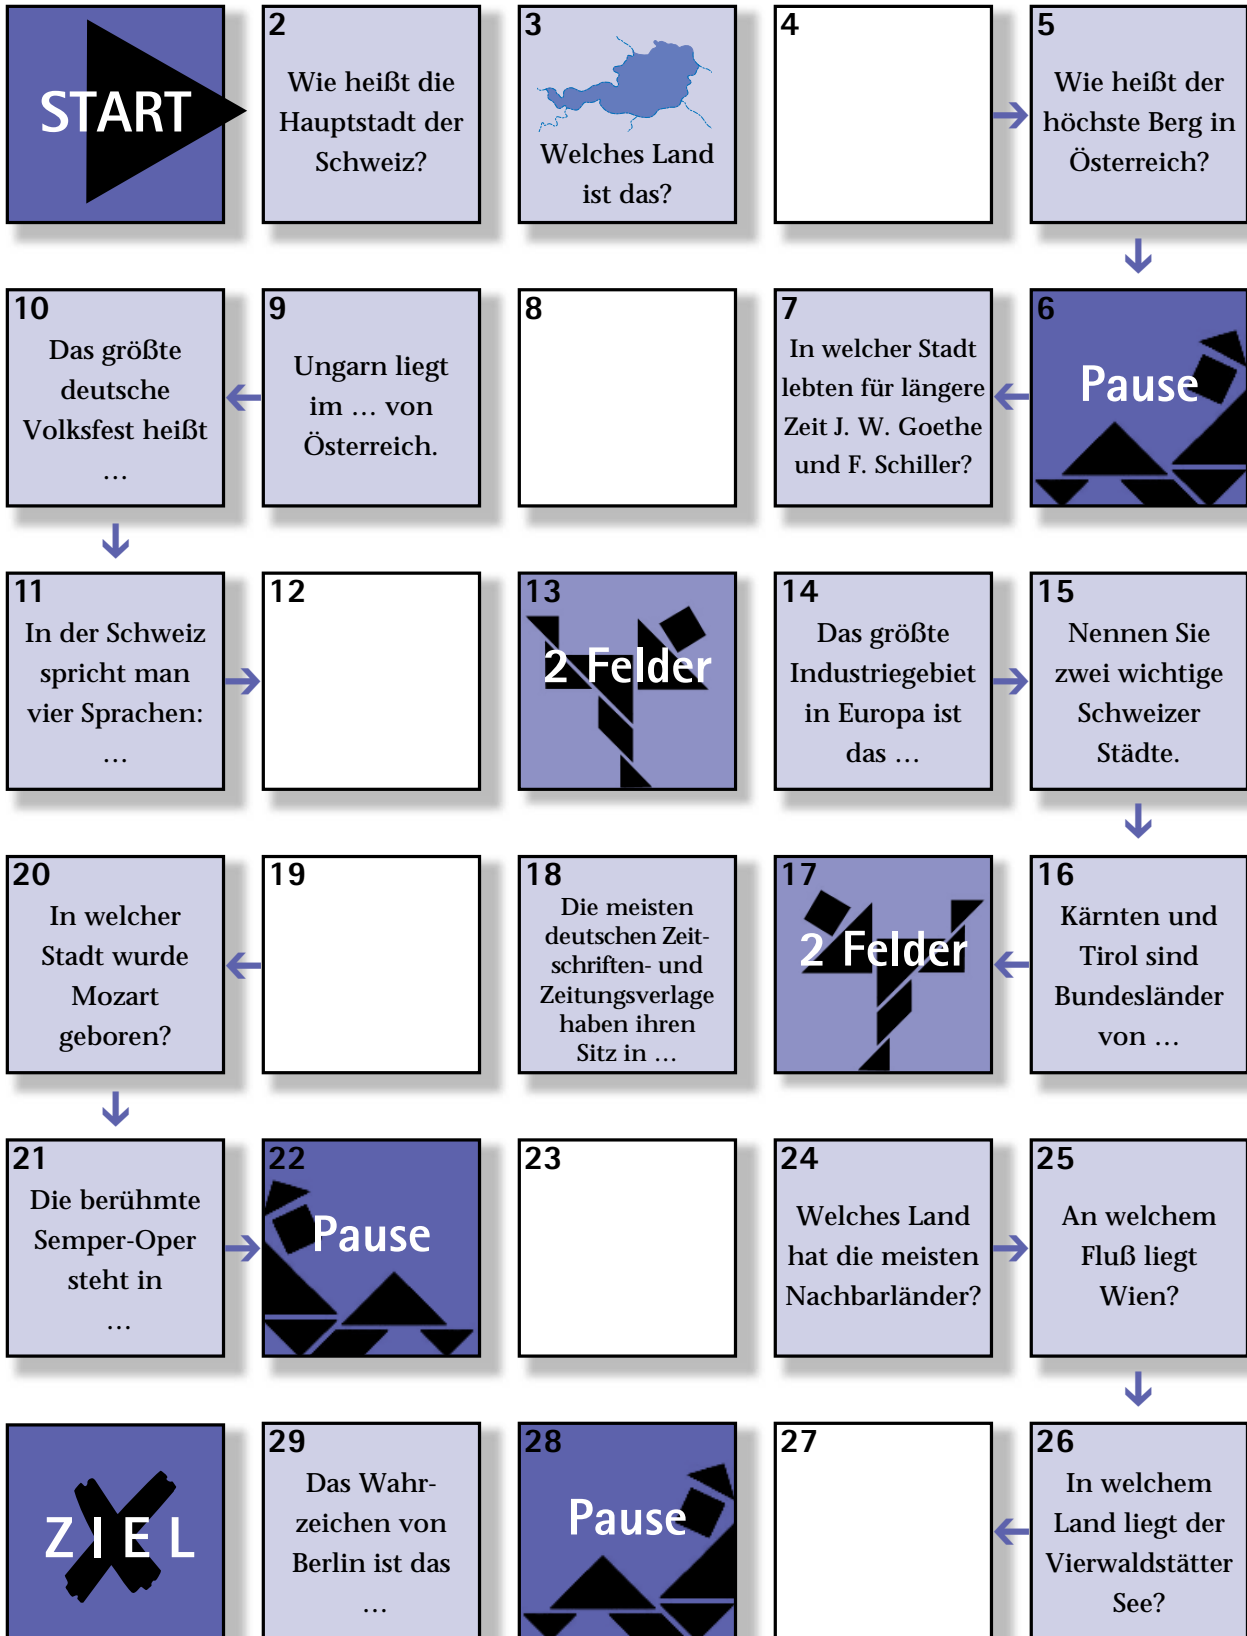 START
2
Wie heißt die
Hauptstadt der
Schweiz?
3
Welches Land
ist das?
4
5
Wie heißt der
höchste Berg in
Österreich?
10
Das größte
deutsche
Volksfest heißt
…
9
Ungarn liegt
im … von
Österreich.
8
7
In welcher Stadt
lebten für längere
Zeit J. W. Goethe
und F. Schiller?
6
Pause
11
In der Schweiz
spricht man
vier Sprachen:
…
12
13
2 Felder
14
Das größte
Industriegebiet
in Europa ist
das …
15
Nennen Sie
zwei wichtige
Schweizer
Städte.
20
In welcher
Stadt wurde
Mozart
geboren?
19
18
Die meisten
deutschen Zeit-
schriften- und
Zeitungsverlage
haben ihren
Sitz in …
17
2 Felder
16
Kärnten und
Tirol sind
Bundesländer
von …
21
Die berühmte
Semper-Oper
steht in
…
22
Pause
23
24
Welches Land
hat die meisten
Nachbarländer?
25
An welchem
Fluß liegt
Wien?
ZIEL
29
Das Wahr-
zeichen von
Berlin ist das
…
28
Pause
27
26
In welchem
Land liegt der
Vierwaldstätter
See?